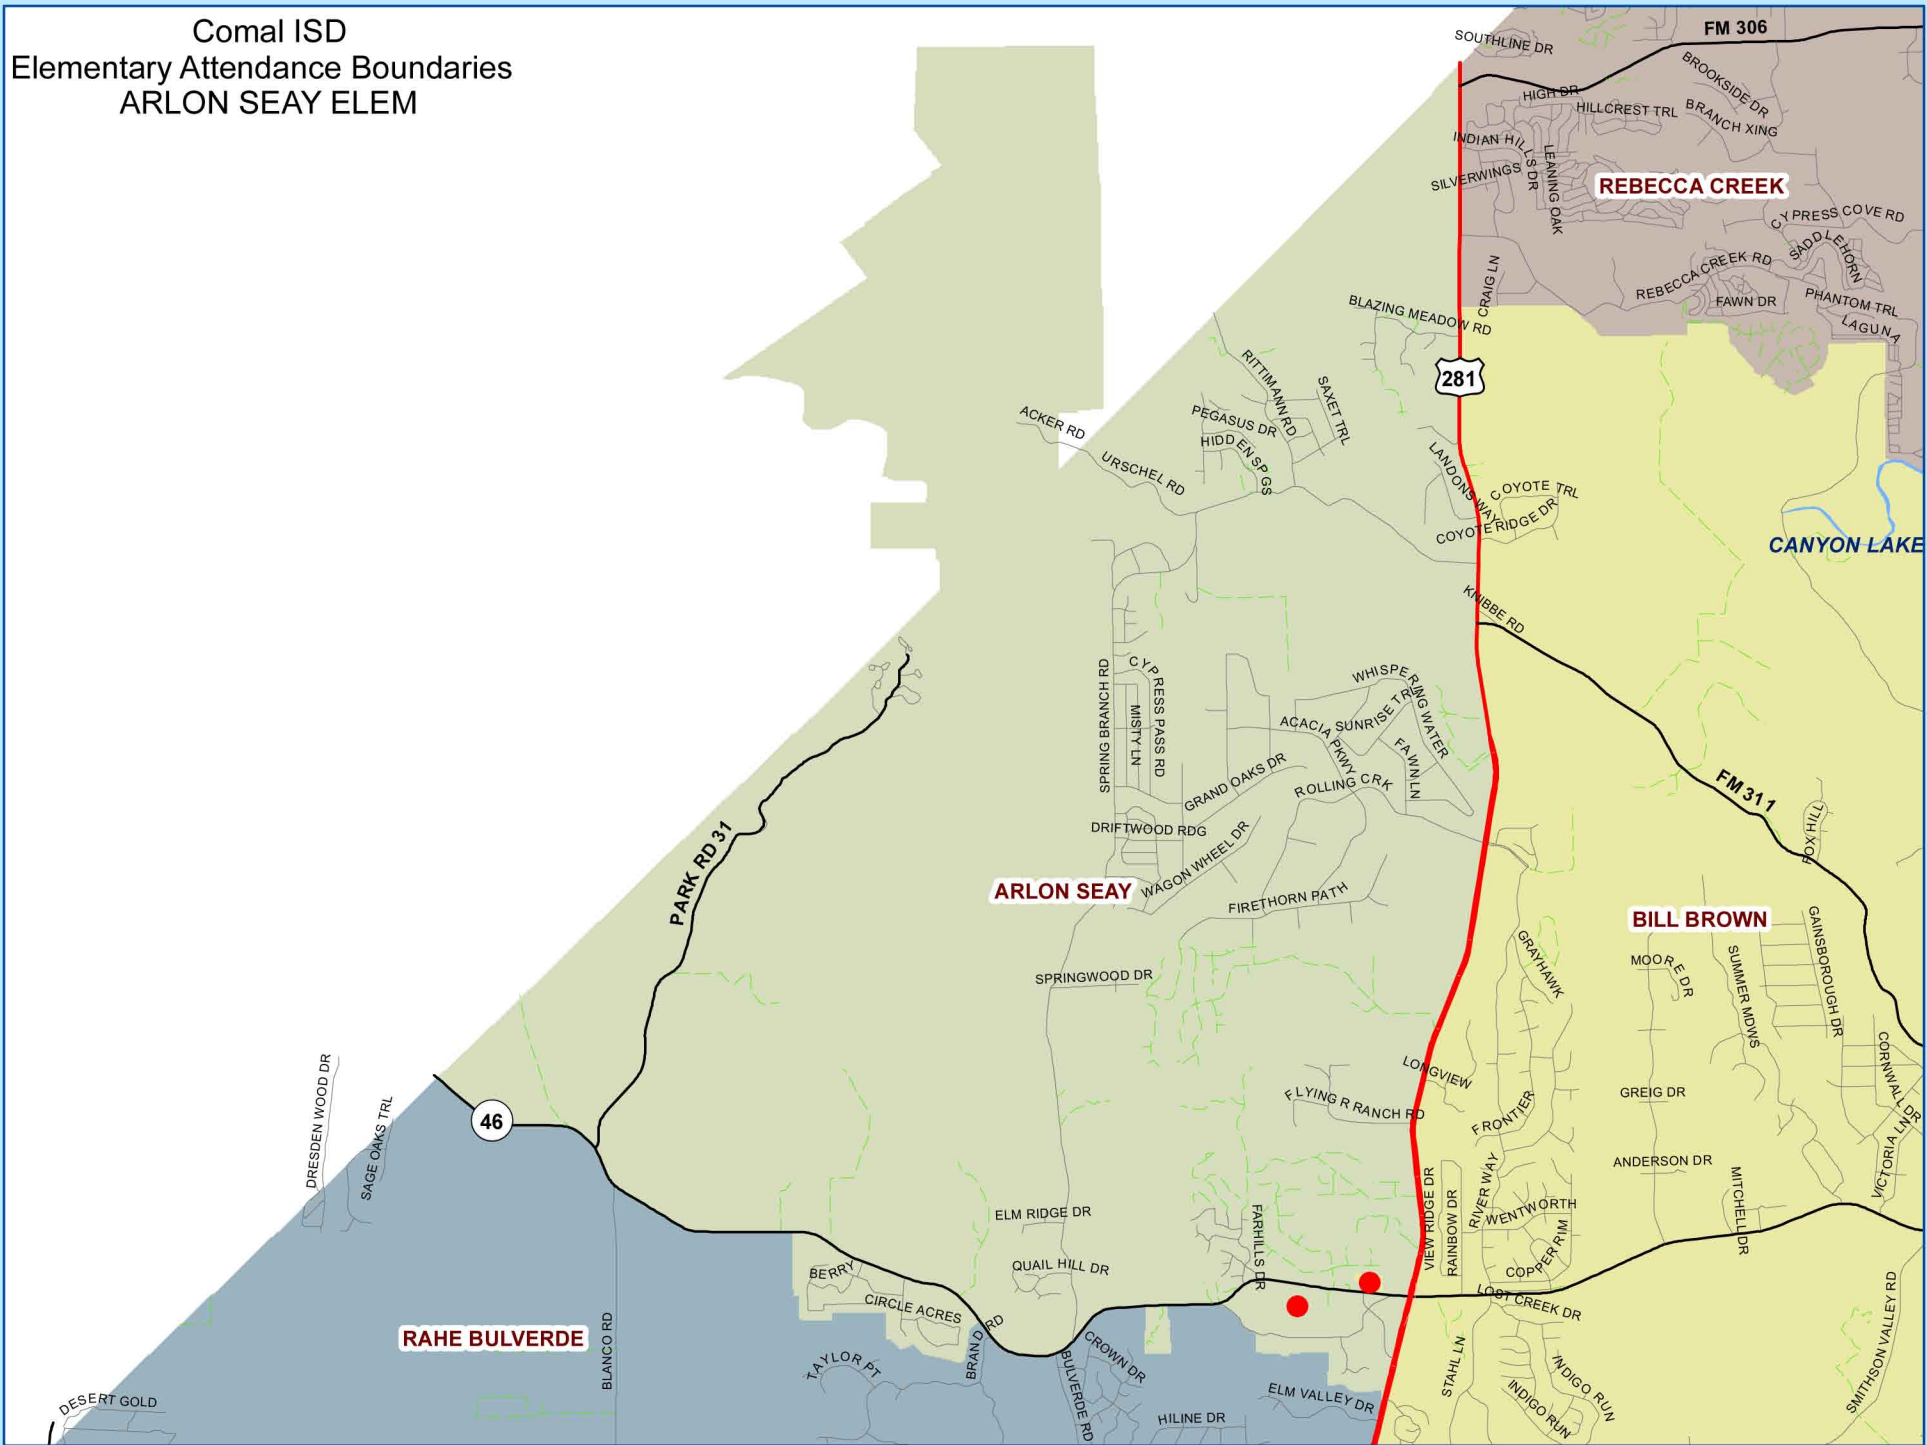 Comal ISD
Elementary Attendance Boundaries
ARLON SEAY ELEM
FM 306
SOUTHLINE DR
BROOKSIDE DR
HIGH DR
HILLCREST TRL
BRANCH XING
INDIAN HILLS DR
LEANING OAK
SILVERWINGS
REBECCA CREEK
CYPRESS COVE RD
SADDLEHORN
REBECCA CREEK RD
CRAIG LN
FAWN DR
PHANTOM TRL
LAGUNA
BLAZING MEADOW RD
281
RITTIMANN RD
SAXET TRL
PEGASUS DR
HIDDEN SPGS
ACKER RD
URSCHEL RD
LANDONS WAY
COYOTE TRL
COYOTE RIDGE DR
CANYON LAKE
KNIBBE RD
SPRING BRANCH RD
CYPRESS PASS RD
MISTY LN
WHISPERING WATER
SUNRISE TRL
ACACIA PKWY
FAWN LN
GRAND OAKS DR
ROLLING CRK
FM 311
FOX HILL
DRIFTWOOD RDG
WAGON WHEEL DR
PARK RD 31
ARLON SEAY
FIRETHORN PATH
BILL BROWN
GAINSBOROUGH DR
GRAYHAWK
MOORE DR
SUMMER MDWS
SPRINGWOOD DR
CORNWALL DR
LONGVIEW
FLYING R RANCH RD
GREIG DR
FRONTIER
DRESDEN WOOD DR
SAGE OAKS TRL
46
VICTORIA LN
ANDERSON DR
MITCHELL DR
VIEW RIDGE DR
RAINBOW DR
RIVER WAY
WENTWORTH
COPPER RIM
ELM RIDGE DR
FARHILLS DR
QUAIL HILL DR
BERRY
CIRCLE ACRES
LOST CREEK DR
SMITHSON VALLEY RD
RAHE BULVERDE
BLANCO RD
BRAND RD
CROWN DR
BULVERDE RD
TAYLOR PT
STAHL LN
INDIGO RUN
INDIGO RUN
ELM VALLEY DR
HILINE DR
DESERT GOLD